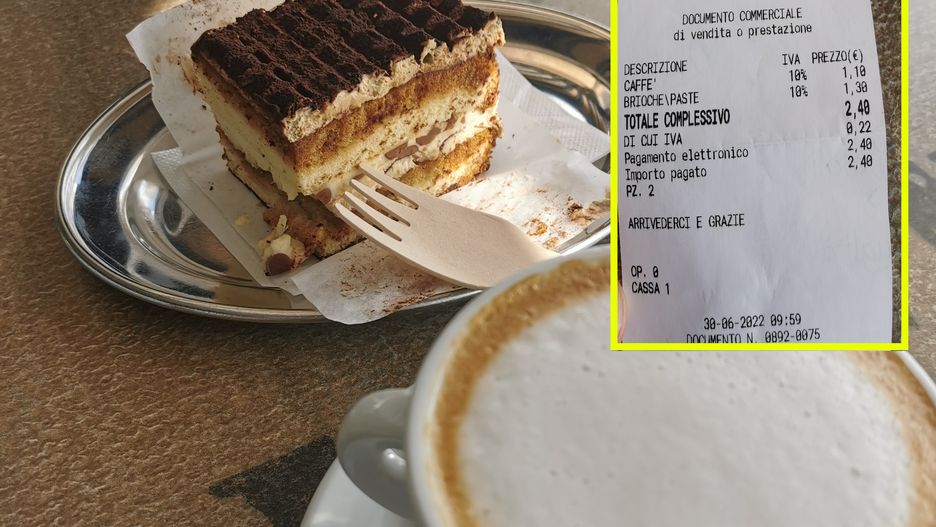 DOCUMENTO COMMERCIALE
di vendita o prestazione
DESCRIZIONE IVA PREZZO(€)
CAFFE' 10% 1,10
BRIOCHE\PASTE 10% 1,30
TOTALE COMPLESSIVO 2,40
DI CUI IVA 0,22
Pagamento elettronico 2,40
Importo pagato 2,40
PZ. 2
ARRIVEDERCI E GRAZIE
OP. 0
CASSA 1
30-06-2022 09:59
DOCUMENTO N. 0892-0075